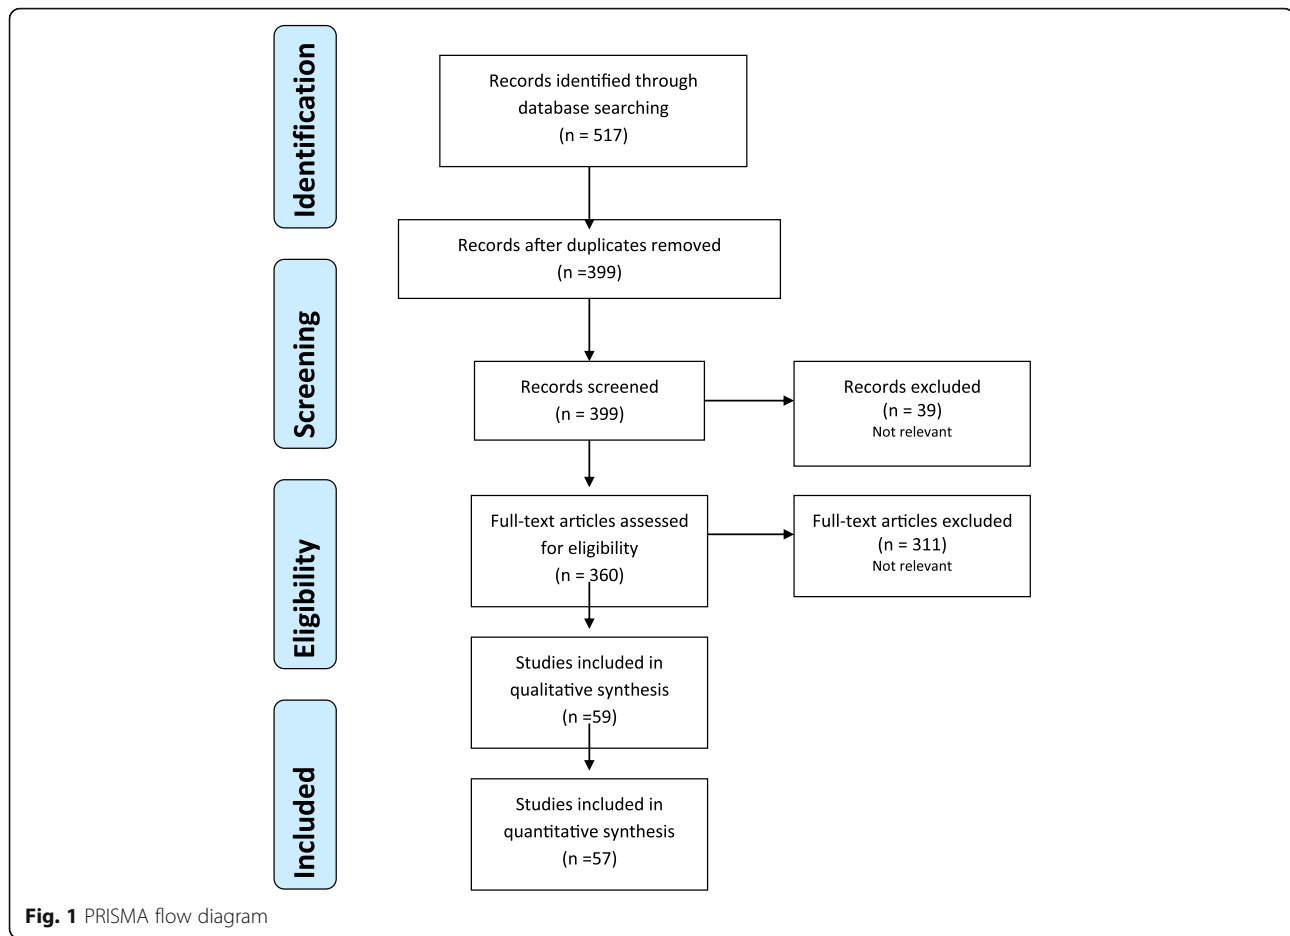 Identification
Records identified through
database searching
(n = 517)
Records after duplicates removed
(n =399)
Screening
Records screened
(n = 399)
Records excluded
(n = 39)
Not relevant
Eligibility
Full-text articles assessed
for eligibility
(n = 360)
Full-text articles excluded
(n = 311)
Not relevant
Studies included in
qualitative synthesis
(n =59)
Included
Studies included in
quantitative synthesis
(n =57)
Fig. 1 PRISMA flow diagram